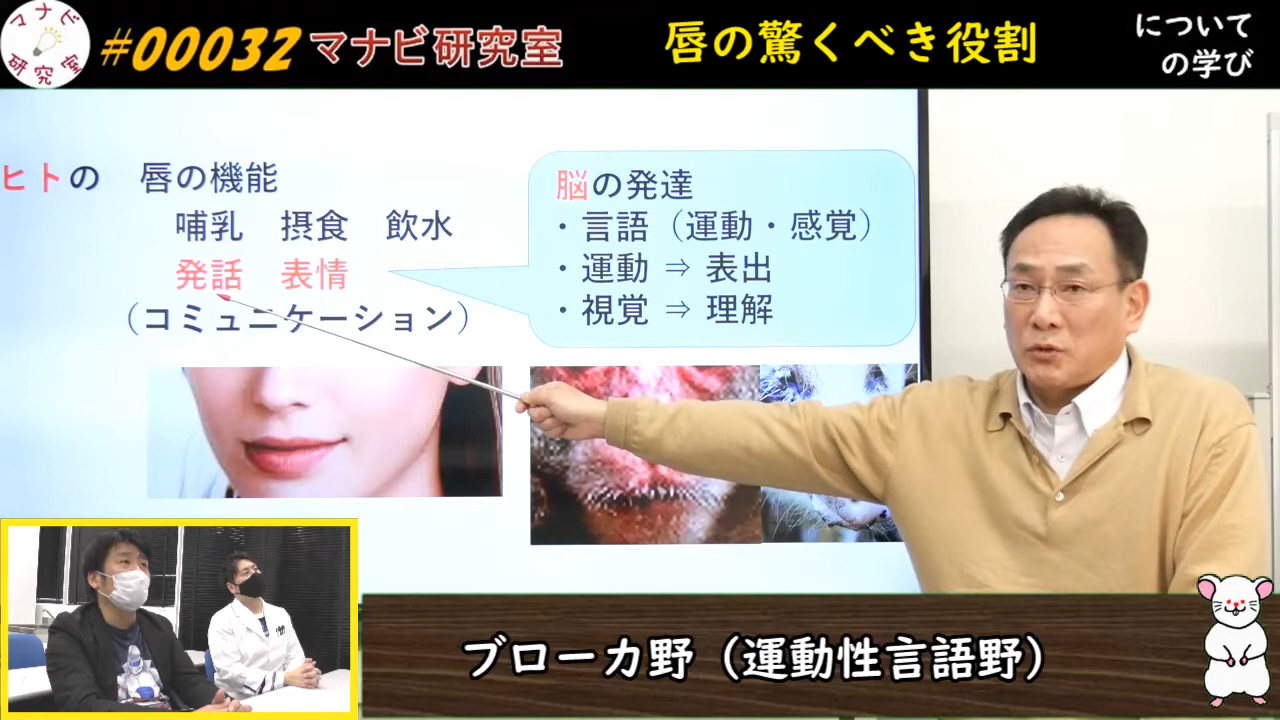 マナビ
研究室
#00032 マナビ研究室
唇の驚くべき役割
について
の学び
ヒトの 唇の機能
哺乳 摂食 飲水
発話 表情
（コミュニケーション）
脳の発達
・言語（運動・感覚）
・運動 ⇒ 表出
・視覚 ⇒ 理解
ブローカ野（運動性言語野）